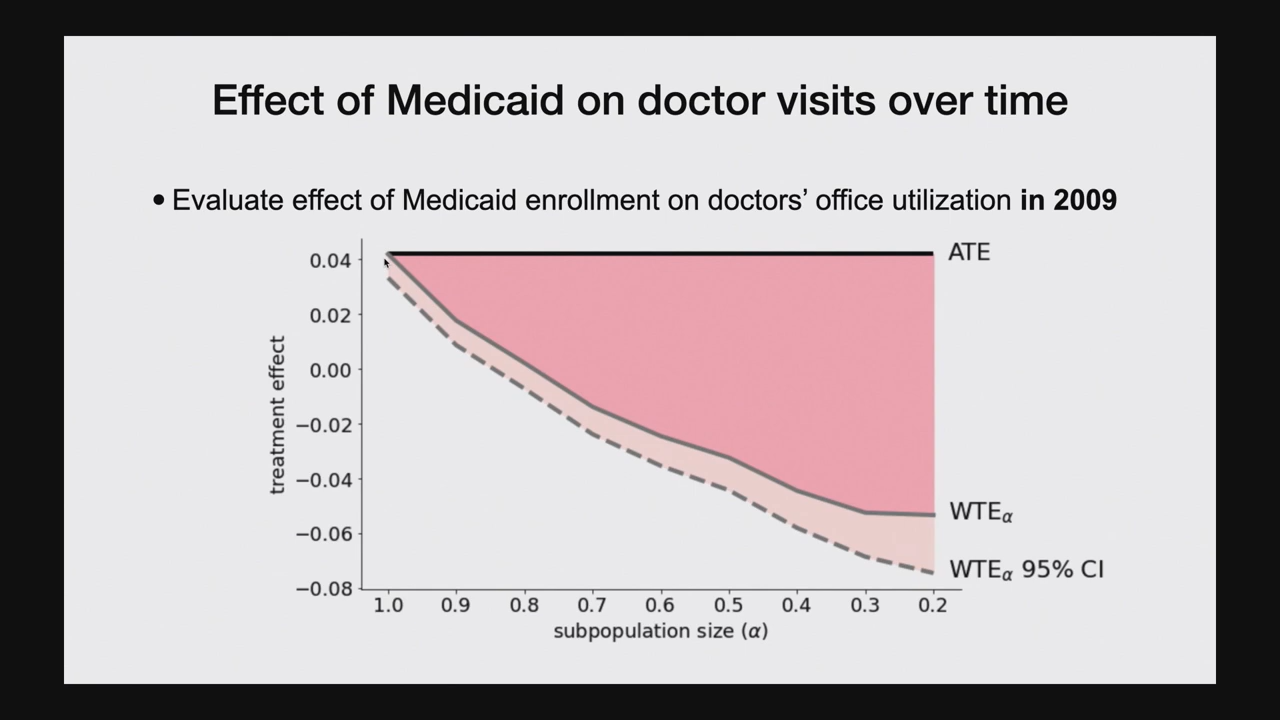 Effect of Medicaid on doctor visits over time
• Evaluate effect of Medicaid enrollment on doctors’ office utilization in 2009
ATE
0.04
0.02
0.00
−0.02
−0.04
−0.06
−0.08
treatment effect
WTEα
WTEα 95% CI
1.0 0.9 0.8 0.7 0.6 0.5 0.4 0.3 0.2
subpopulation size (α)